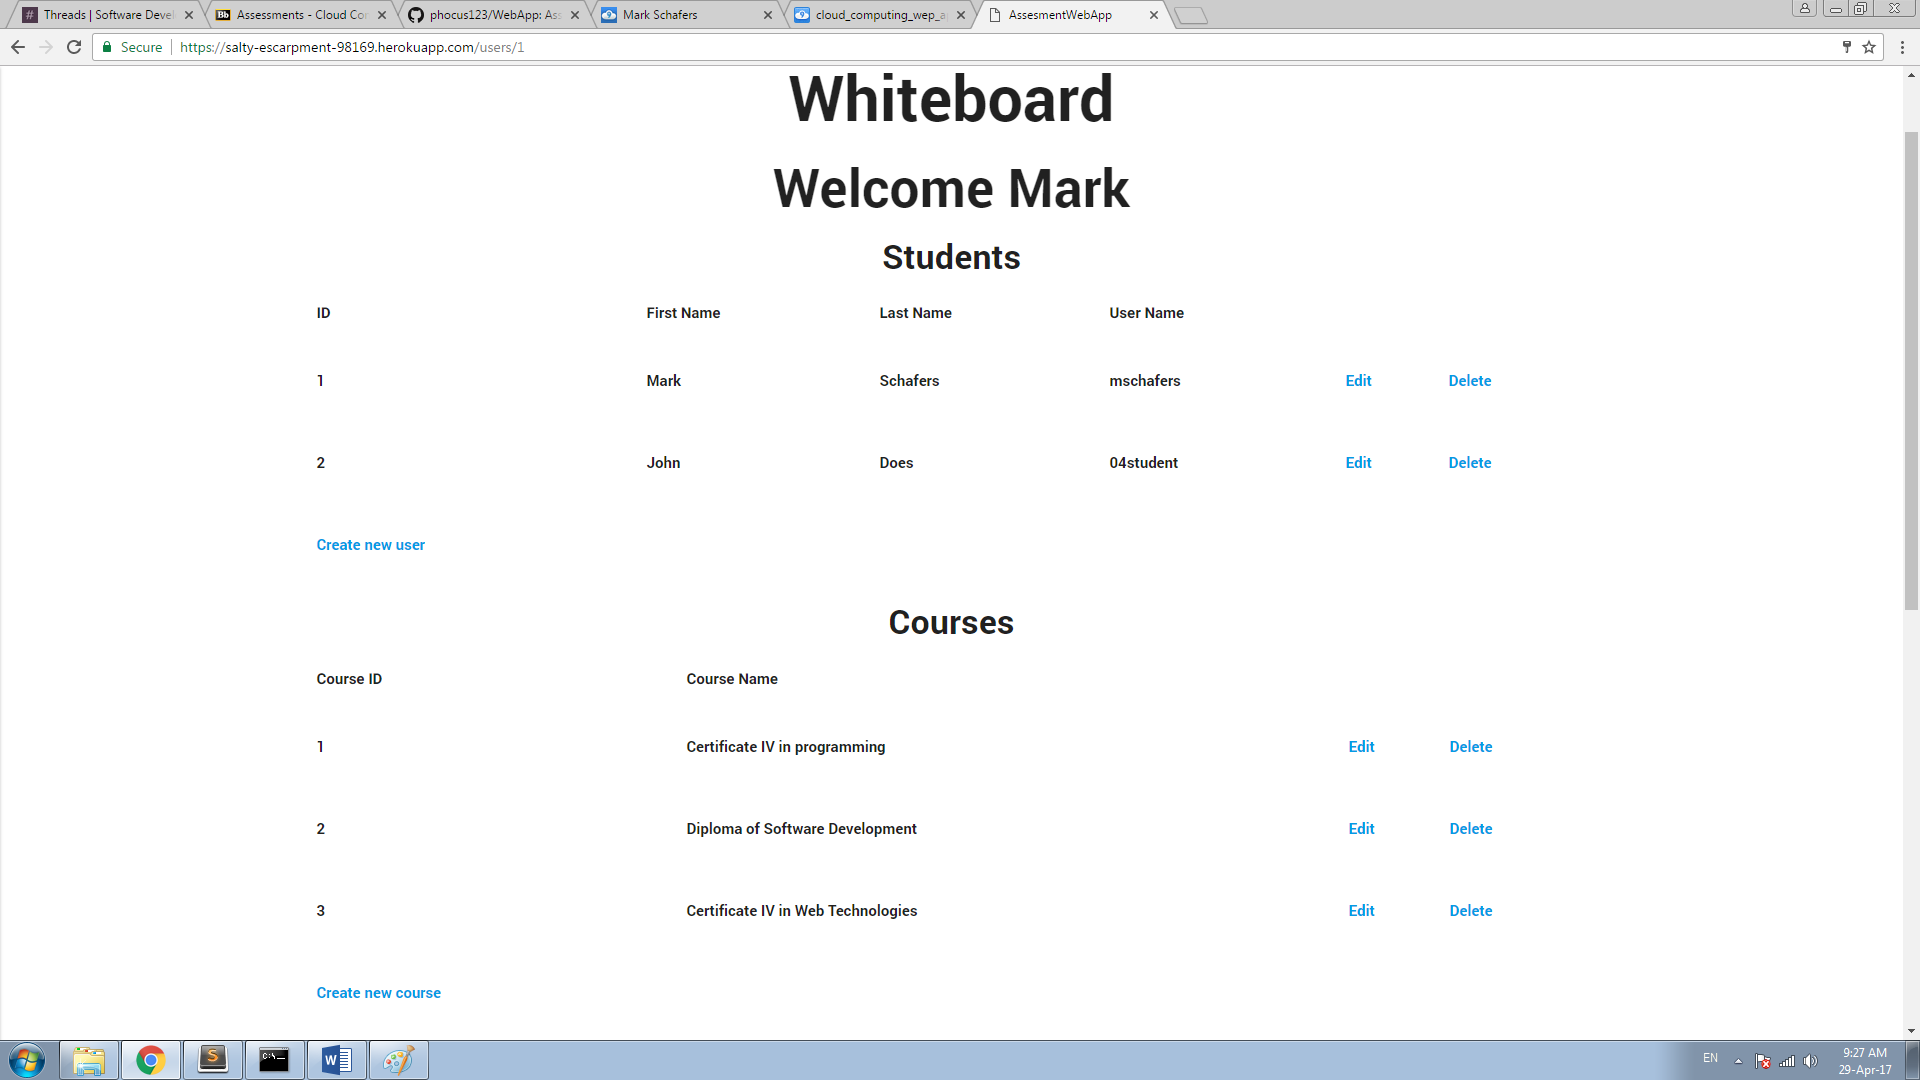 Threads | Software Devel
Assessments - Cloud Co
phocus123/WebApp: As
Mark Schafers
cloud_computing_wep_a
AssesmentWebApp
Secure
https://salty-escarpment-98169.herokuapp.com/users/1
Whiteboard
Welcome Mark
Students
ID First Name Last Name User Name
1 Mark Schafers mschafers Edit Delete
2 John Does 04student Edit Delete
Create new user
Courses
Course ID Course Name
1 Certificate IV in programming Edit Delete
2 Diploma of Software Development Edit Delete
3 Certificate IV in Web Technologies Edit Delete
Create new course
EN
9:27 AM
29-Apr-17